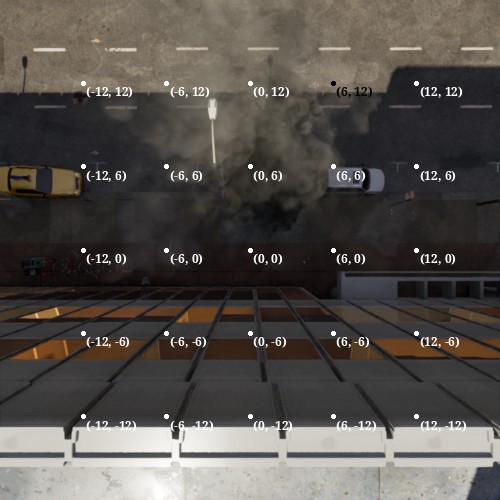 (-12, 12) (-6, 12) (0, 12) (6, 12) (12, 12)
(-12, 6) (-6, 6) (0, 6) (6, 6) (12, 6)
(-12, 0) (-6, 0) (0, 0) (6, 0) (12, 0)
(-12, -6) (-6, -6) (0, -6) (6, -6) (12, -6)
(-12, -12) (-6, -12) (0, -12) (6, -12) (12, -12)